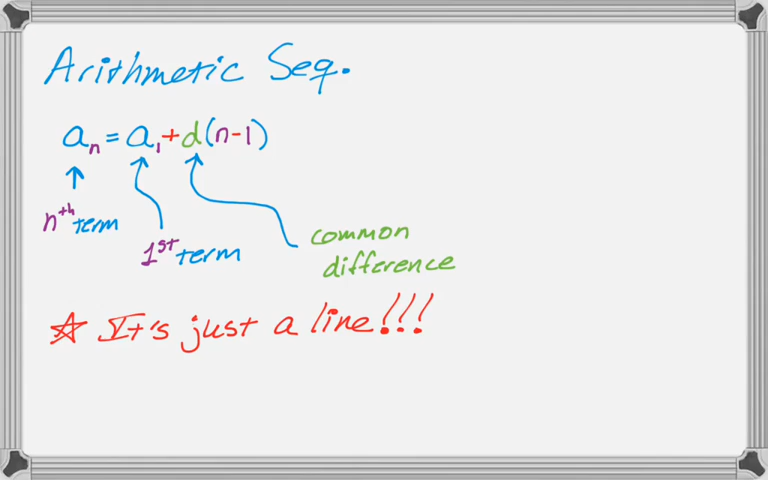 Arithmetic Seq.
aₙ = a₁ + d(n-1)
nᵗʰ term
1ˢᵗ term
common
difference
☆ It's just a line!!!